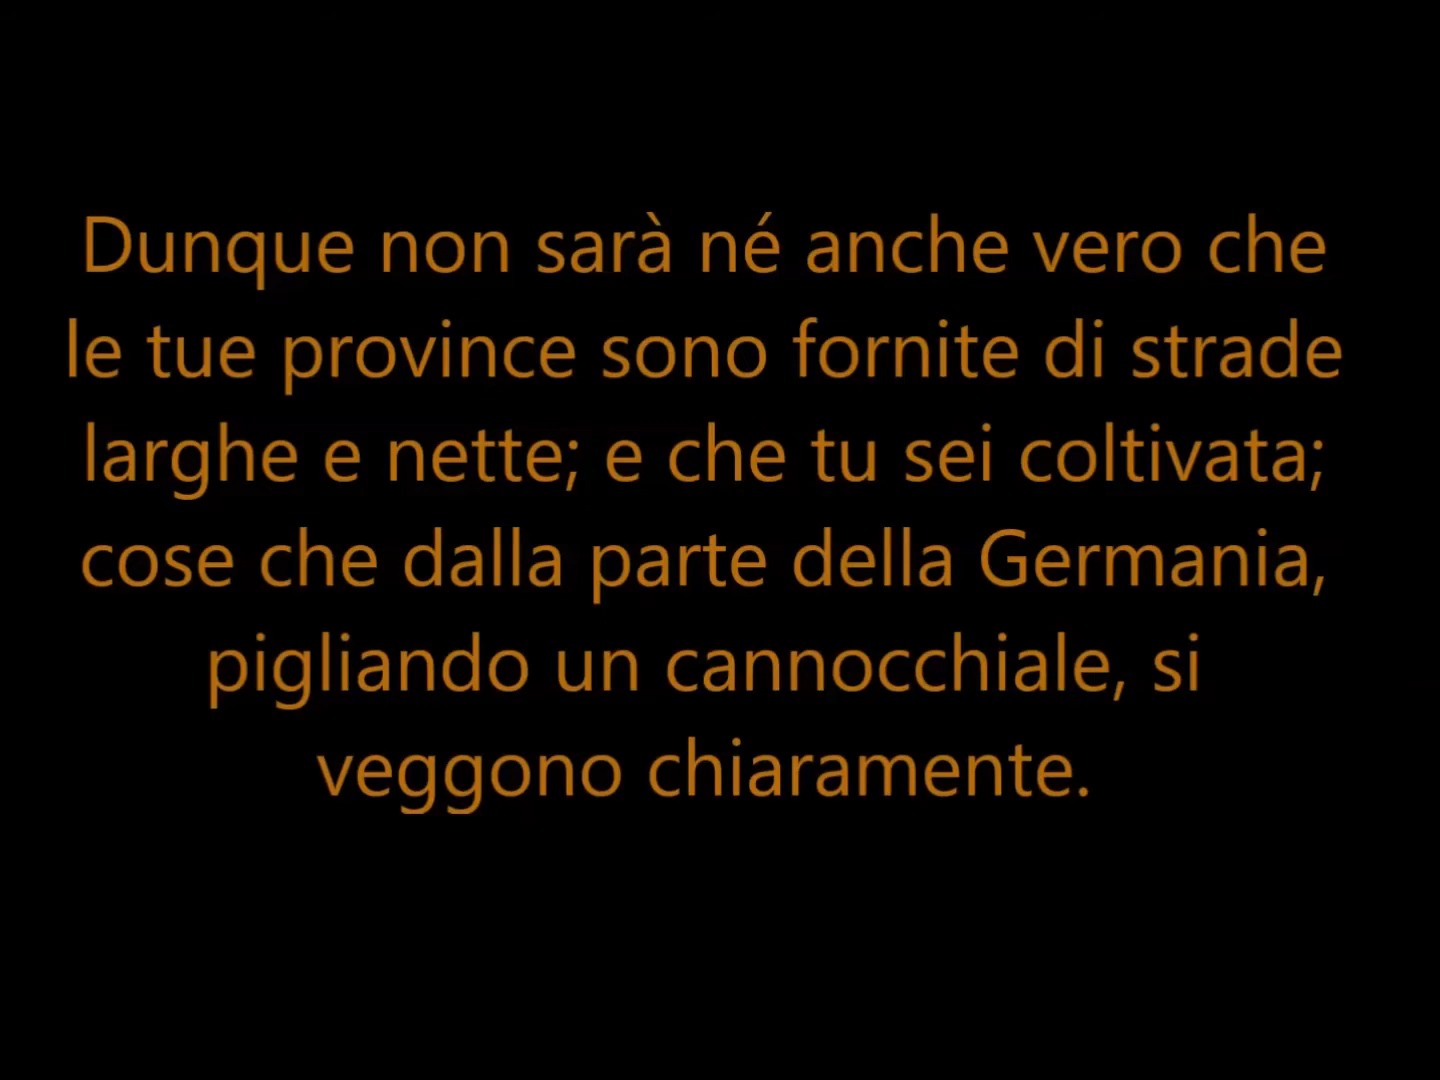 Dunque non sarà né anche vero che
le tue province sono fornite di strade
larghe e nette; e che tu sei coltivata;
cose che dalla parte della Germania,
pigliando un cannocchiale, si
veggono chiaramente.